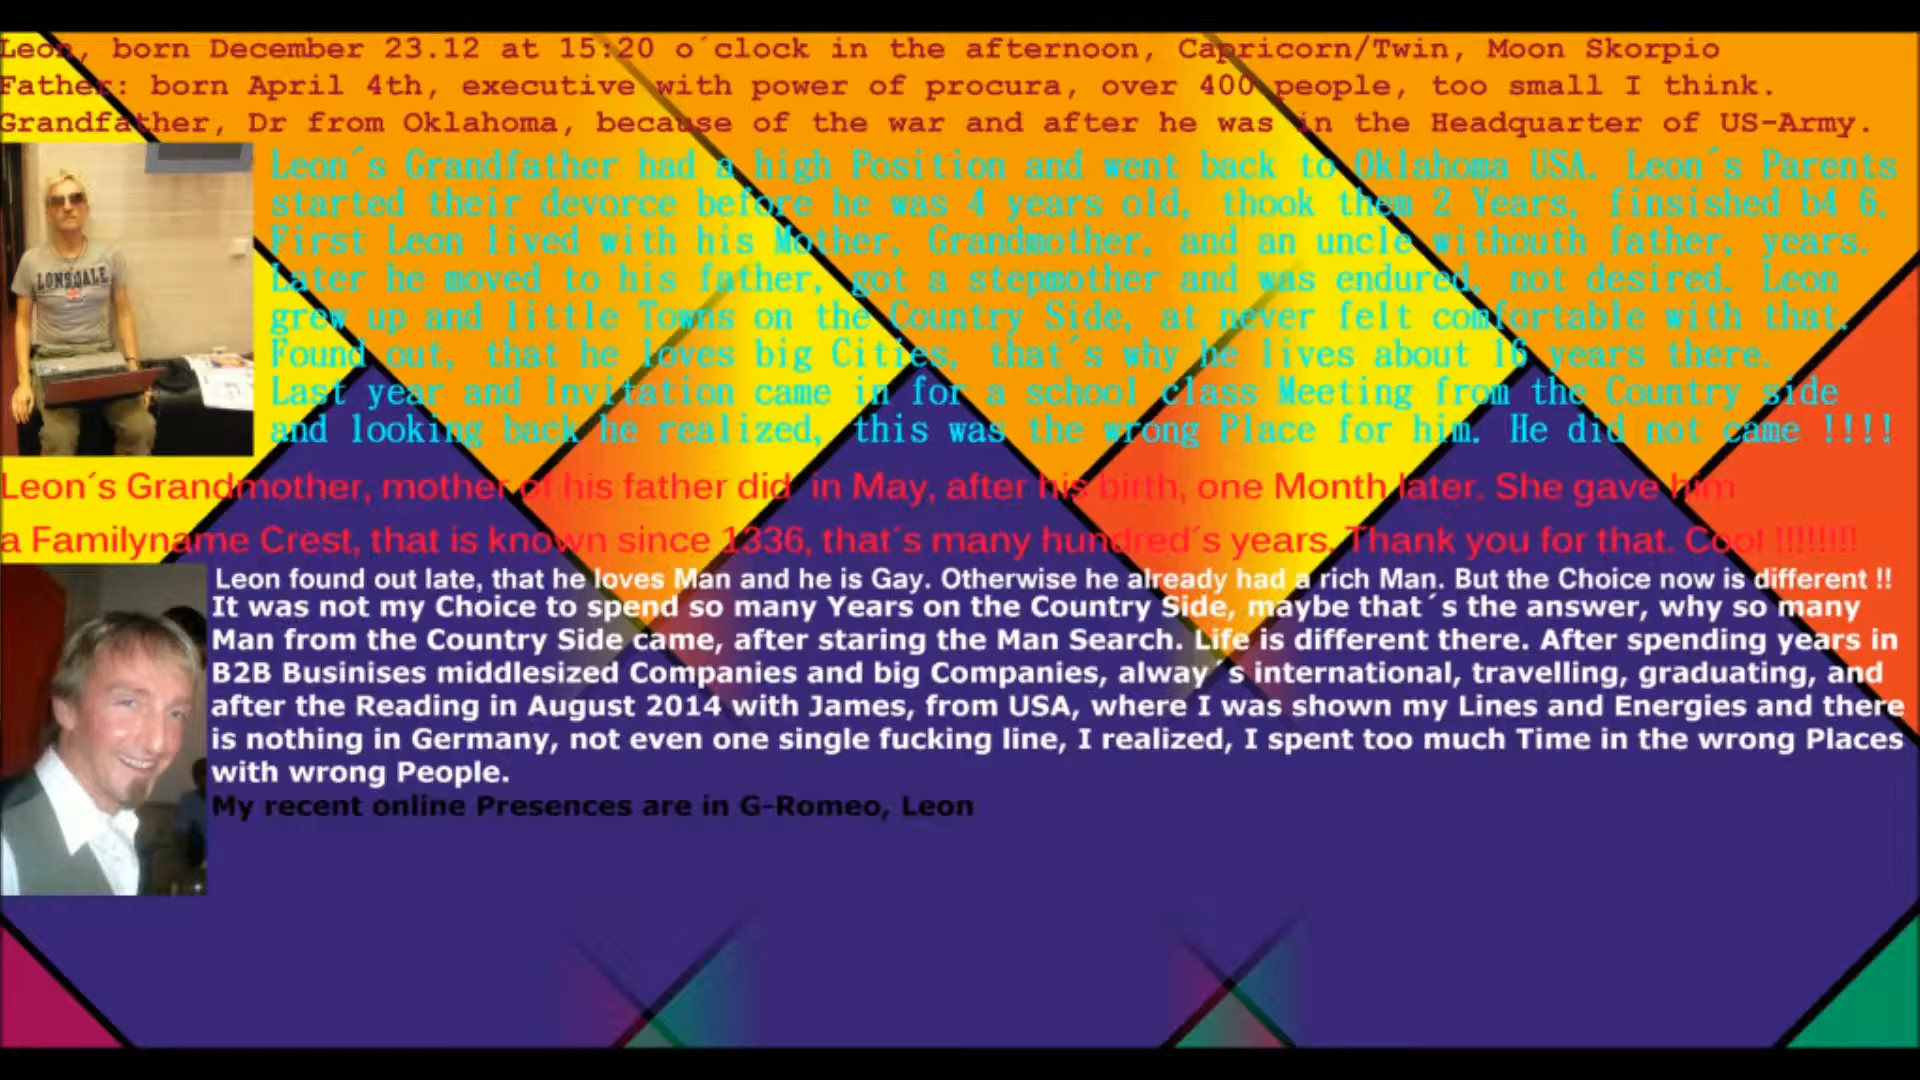 Leon, born December 23.12 at 15:20 o´clock in the afternoon, Capricorn/Twin, Moon Skorpio
Father: born April 4th, executive with power of procura, over 400 people, too small I think.
Grandfather, Dr from Oklahoma, because of the war and after he was in the Headquarter of US-Army.
Leon´s Grandfather had a high Position and went back to Oklahoma USA. Leon´s Parents
started their devorce before he was 4 years old, thook them 2 Years, finsished b4 6.
First Leon lived with his Mother, Grandmother, and an uncle withouth father, years.
Later he moved to his father, got a stepmother and was endured, not desired. Leon
grew up and little Towns on the Country Side, at never felt comfortable with that.
Found out, that he loves big Cities, that´s why he lives about 16 years there.
Last year and Invitation came in for a school class Meeting from the Country side
and looking back he realized, this was the wrong Place for him. He did not came !!!!
LONSDALE
Leon´s Grandmother, mother of his father did in May, after his birth, one Month later. She gave him
a Familyname Crest, that is known since 1336, that´s many hundred´s years. Thank you for that. Cool !!!!!!!!
Leon found out late, that he loves Man and he is Gay. Otherwise he already had a rich Man. But the Choice now is different !!
It was not my Choice to spend so many Years on the Country Side, maybe that´s the answer, why so many
Man from the Country Side came, after staring the Man Search. Life is different there. After spending years in
B2B Businises middlesized Companies and big Companies, alway´s international, travelling, graduating, and
after the Reading in August 2014 with James, from USA, where I was shown my Lines and Energies and there
is nothing in Germany, not even one single fucking line, I realized, I spent too much Time in the wrong Places
with wrong People.
My recent online Presences are in G-Romeo, Leon